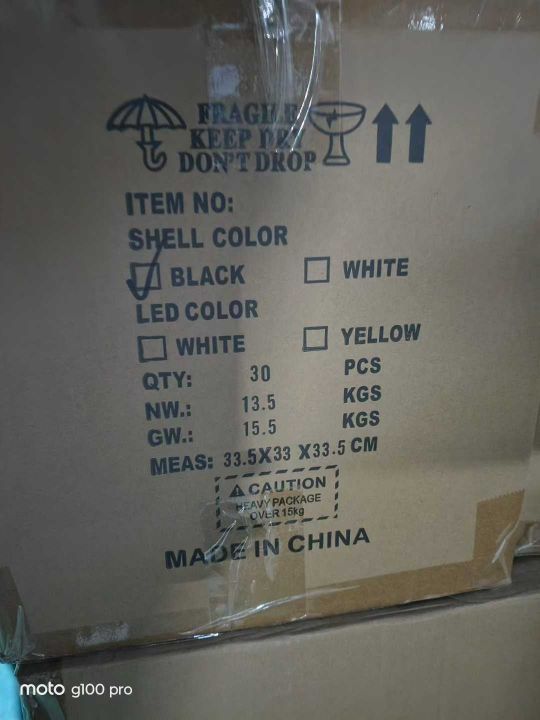 FRAGILE
KEEP DRY
DON'T DROP
ITEM NO:
SHELL COLOR
BLACK WHITE
LED COLOR
WHITE YELLOW
QTY: 30 PCS
NW.: 13.5 KGS
GW.: 15.5 KGS
MEAS: 33.5X33 X33.5 CM
CAUTION
HEAVY PACKAGE
OVER 15kg
MADE IN CHINA
moto g100 pro